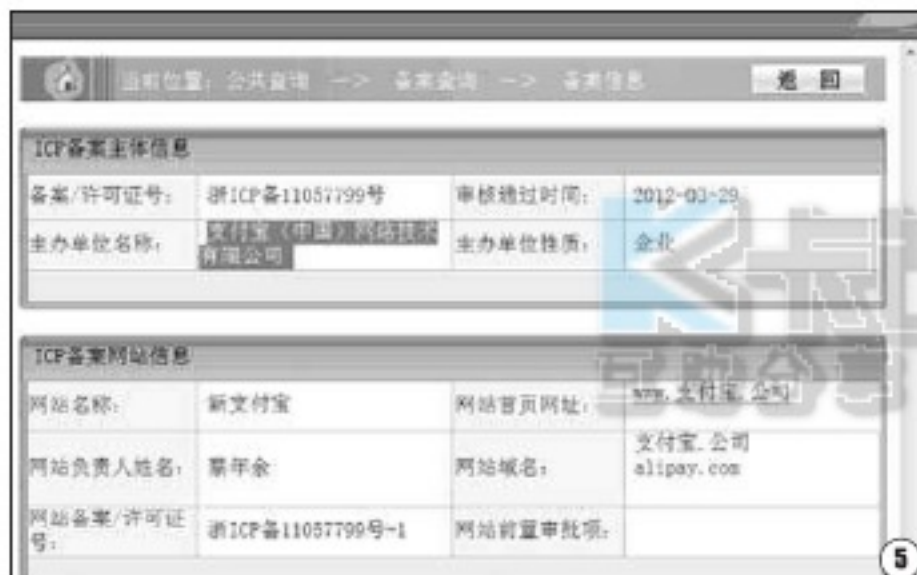 当前位置: 公共查询 --> 备案查询 --> 备案信息
返 回
ICP备案主体信息
备案/许可证号: 浙ICP备11057799号 审核通过时间: 2012-03-29
主办单位名称: 支付宝(中国)网络技术 主办单位性质: 企业
有限公司
ICP备案网站信息
网站名称: 新支付宝 网站首页网址: www.支付宝.公司
网站负责人姓名: 网站域名: 支付宝.公司
alipay.com
网站备案/许可证 浙ICP备11057799号-1 网站前置审批项:
号:
5
互助分享